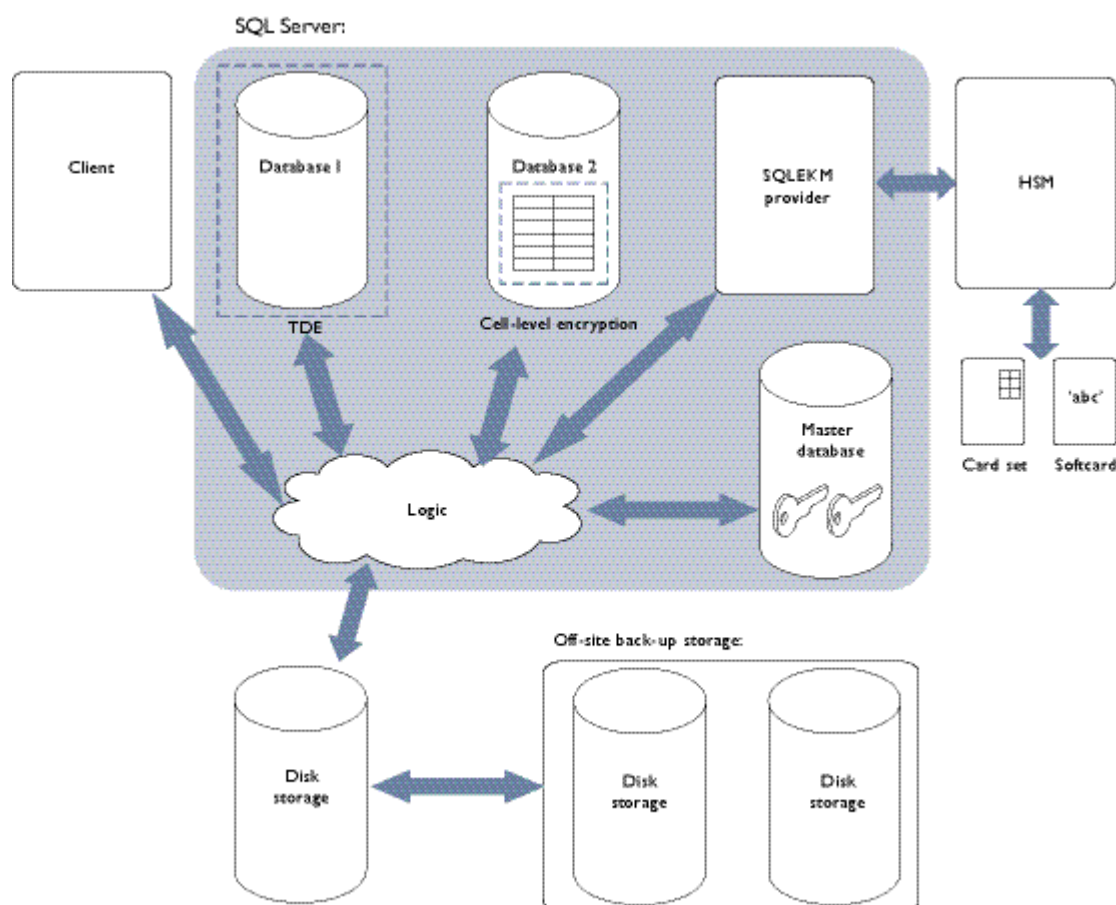 SQL Server:
Client
Database 1
Database 2
SQLEKM
provider
HSM
TDE
Cell-level encryption
Master
database
'abc'
Card set
Softcard
Logic
Off-site back-up storage:
Disk
storage
Disk
storage
Disk
storage